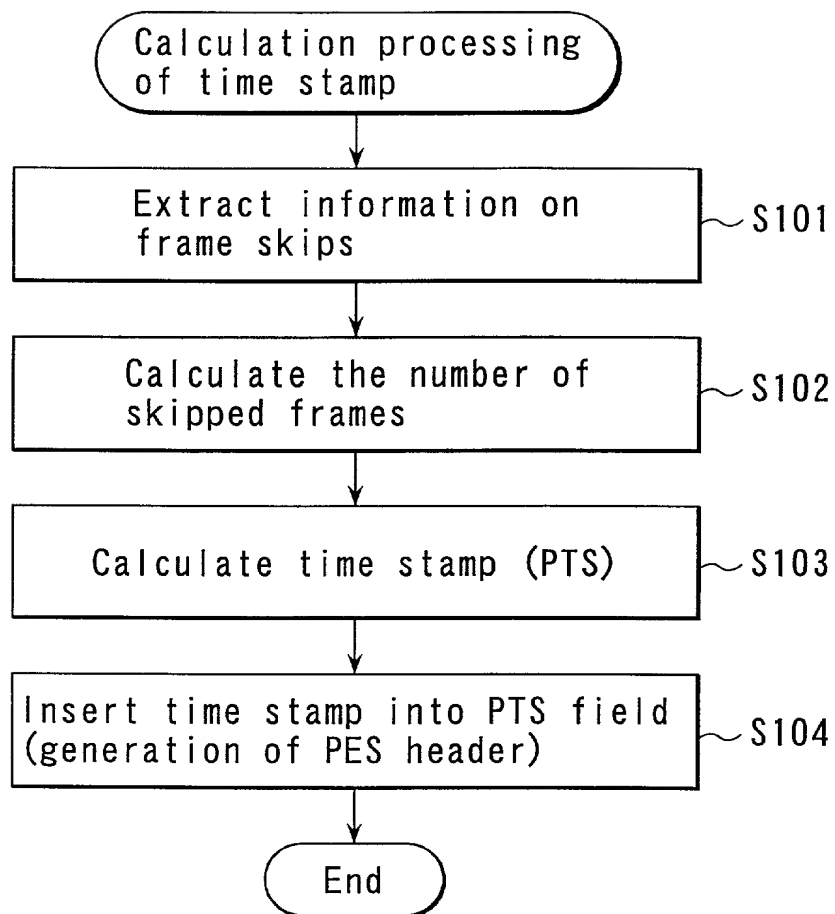 Calculation processing
of time stamp
Extract information on
frame skips
S101
Calculate the number of
skipped frames
S102
Calculate time stamp (PTS)
S103
Insert time stamp into PTS field
(generation of PES header)
S104
End